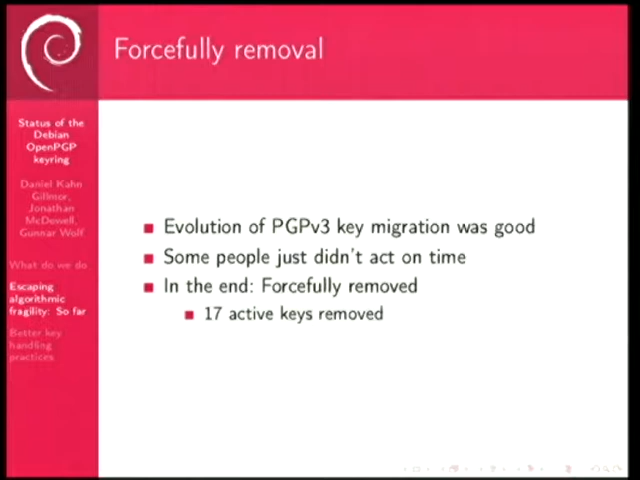 Forcefully removal
Status of the
Debian
OpenPGP
keyring
Daniel Kahn
Gillmor,
Jonathan
McDowell,
Gunnar Wolf
What do we do
Escaping
algorithmic
fragility: So far
Better key
handling
practices
Evolution of PGPv3 key migration was good
Some people just didn't act on time
In the end: Forcefully removed
17 active keys removed